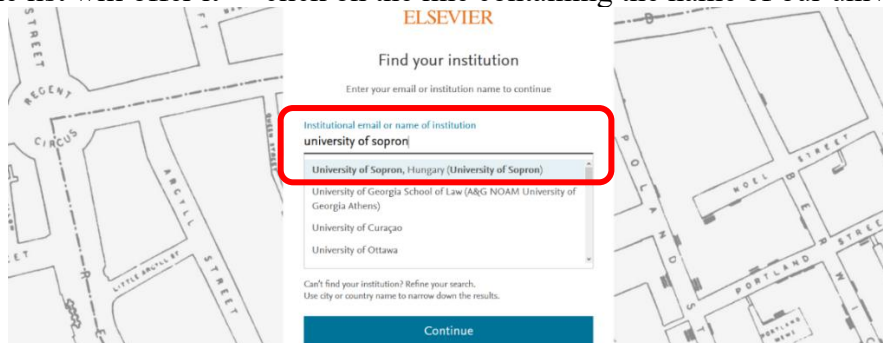 ELSEVIER
Find your institution
Enter your email or institution name to continue
Institutional email or name of institution
university of sopron
University of Sopron, Hungary (University of Sopron)
University of Georgia School of Law (A&G NOAM University of
Georgia Athens)
University of Curaçao
University of Ottawa
Can't find your institution? Refine your search.
Use city or country name to narrow down the results.
Continue
STREET
REGENT
CIRCUS
ARGYLL
STREET
LITTLE ARGYLL ST
QUEEN STREET
POLAND
NOEL STREET
PORTLAND STREET